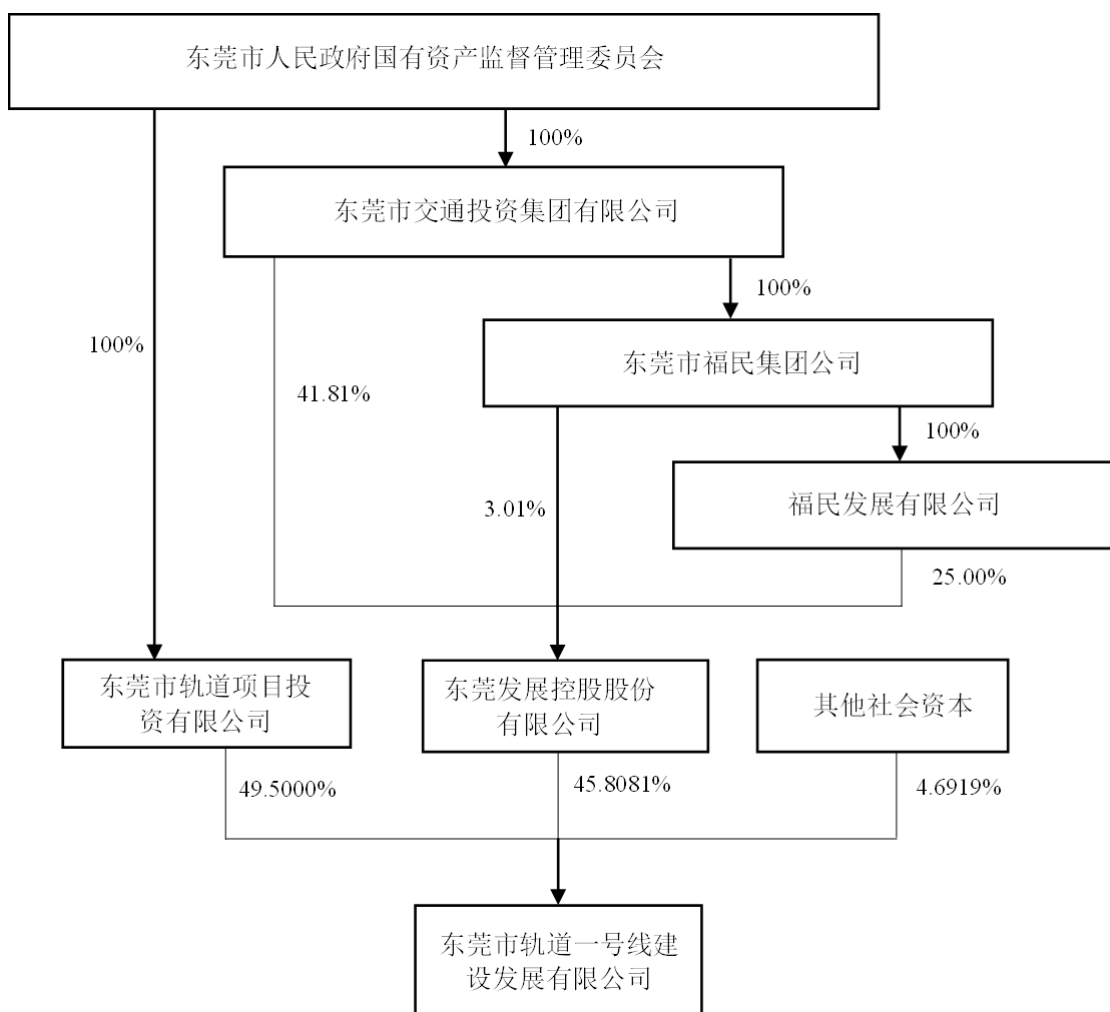 东莞市人民政府国有资产监督管理委员会
100%
东莞市交通投资集团有限公司
100%
100%
东莞市福民集团公司
41.81%
100%
3.01%
福民发展有限公司
25.00%
东莞市轨道项目投
资有限公司
东莞发展控股股份
有限公司
其他社会资本
49.5000%
45.8081%
4.6919%
东莞市轨道一号线建
设发展有限公司